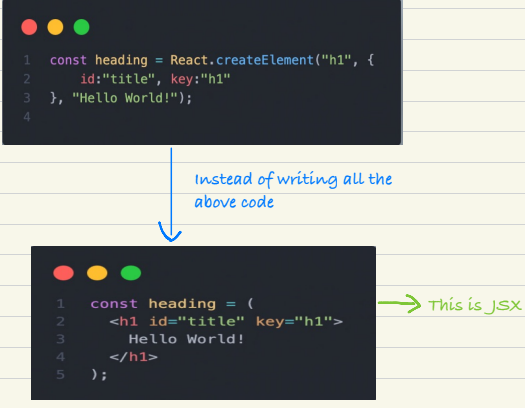 1 const heading = React.createElement("h1", {
2 id:"title", key:"h1"
3 }, "Hello World!");
4
Instead of writing all the
above code
1 const heading = (
2 <h1 id="title" key="h1">
3 Hello World!
4 </h1>
5 );
This is JSX